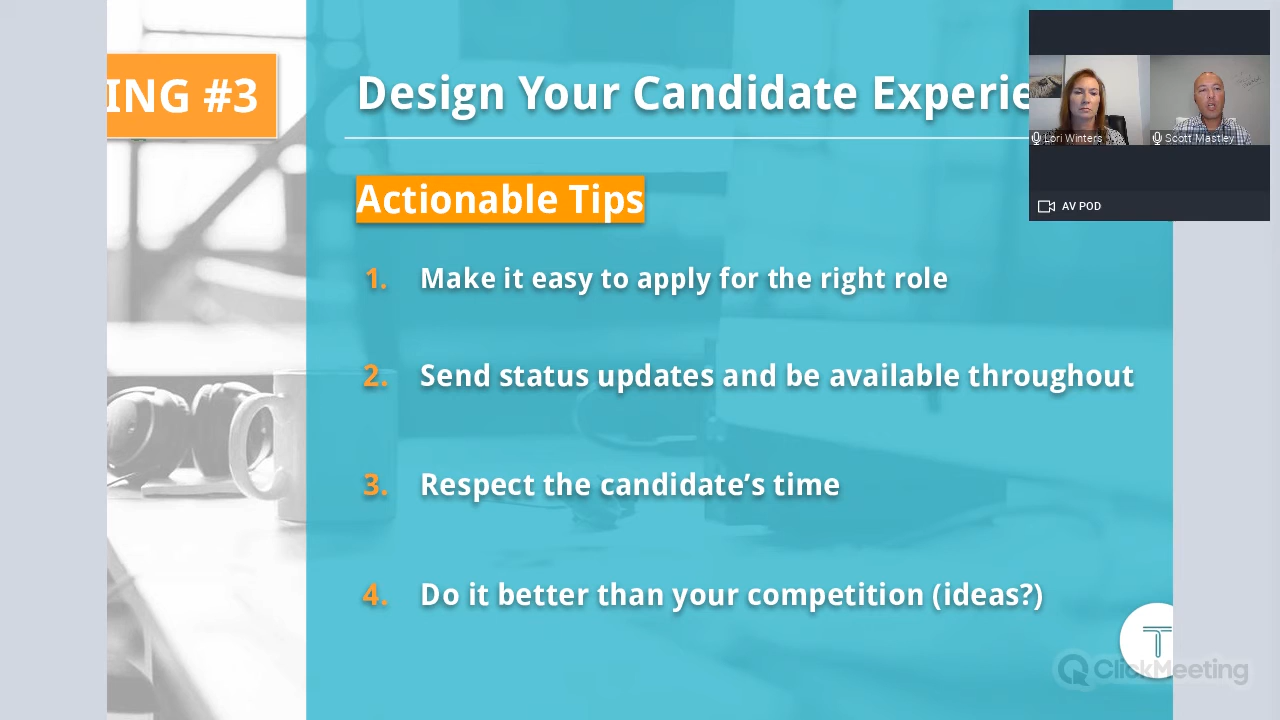 ING #3
Design Your Candidate Experie
Actionable Tips
1. Make it easy to apply for the right role
2. Send status updates and be available throughout
3. Respect the candidate’s time
4. Do it better than your competition (ideas?)
Lori Winters
Scott Mastley
AV POD
T
ClickMeeting